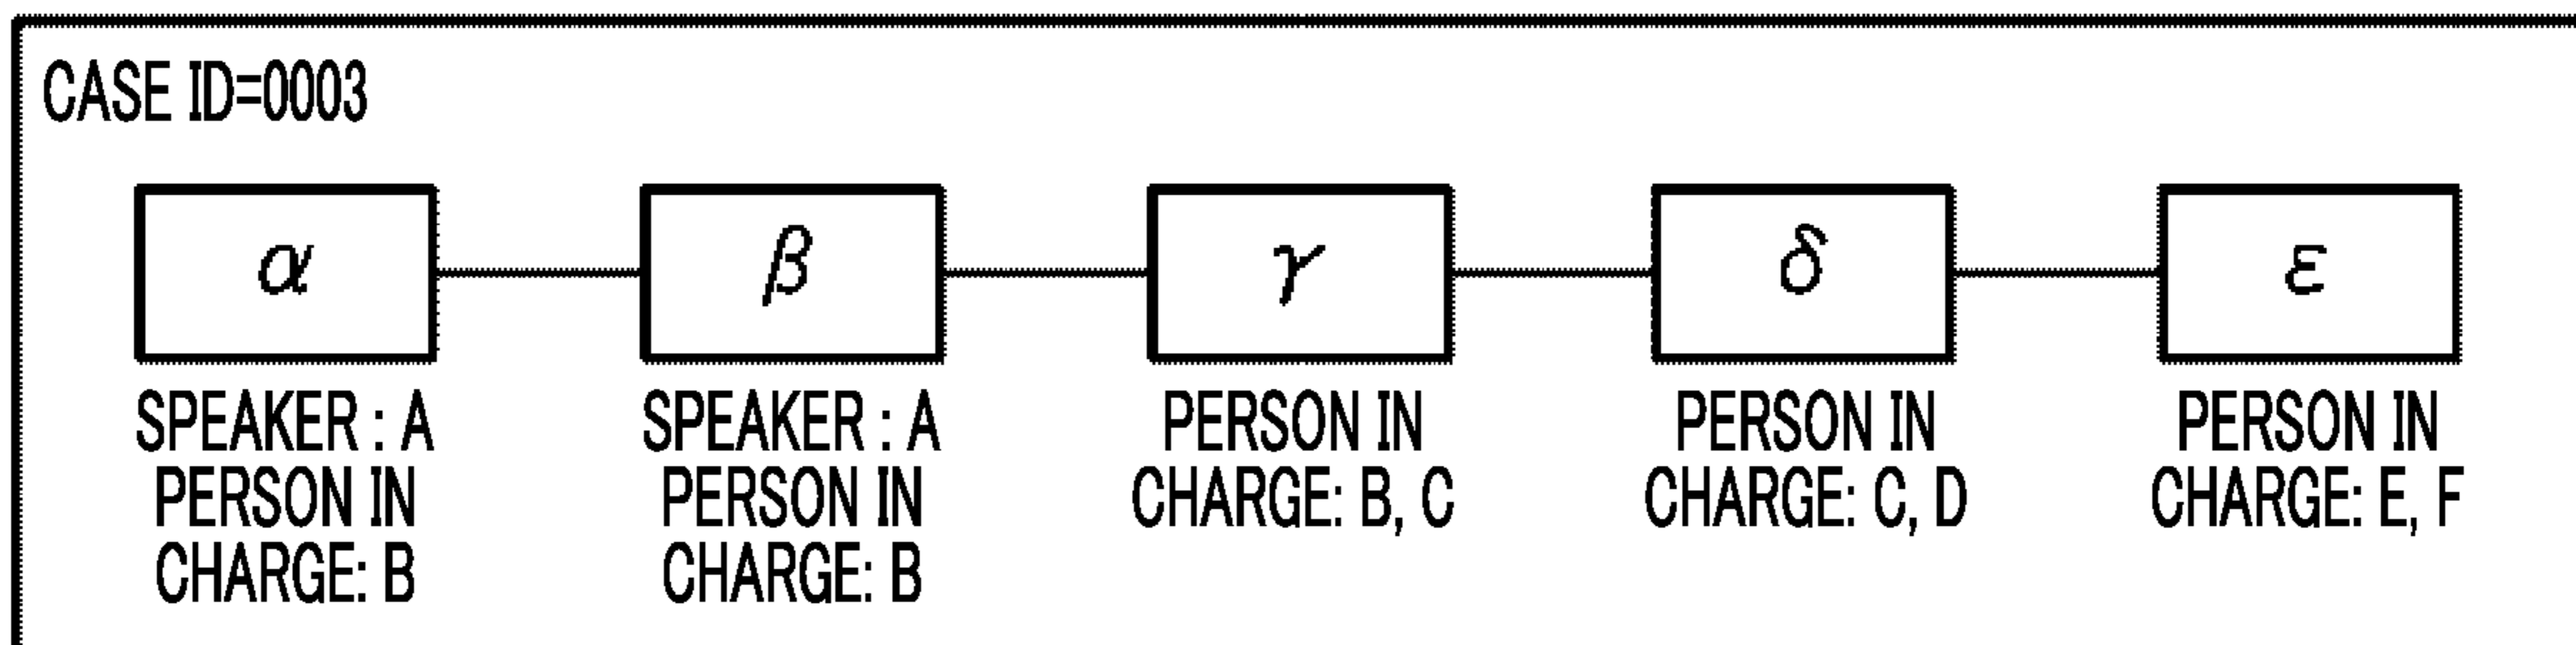 CASE ID=0003
α
β
γ
δ
ε
SPEAKER : A
PERSON IN
CHARGE: B
SPEAKER : A
PERSON IN
CHARGE: B
PERSON IN
CHARGE: B, C
PERSON IN
CHARGE: C, D
PERSON IN
CHARGE: E, F